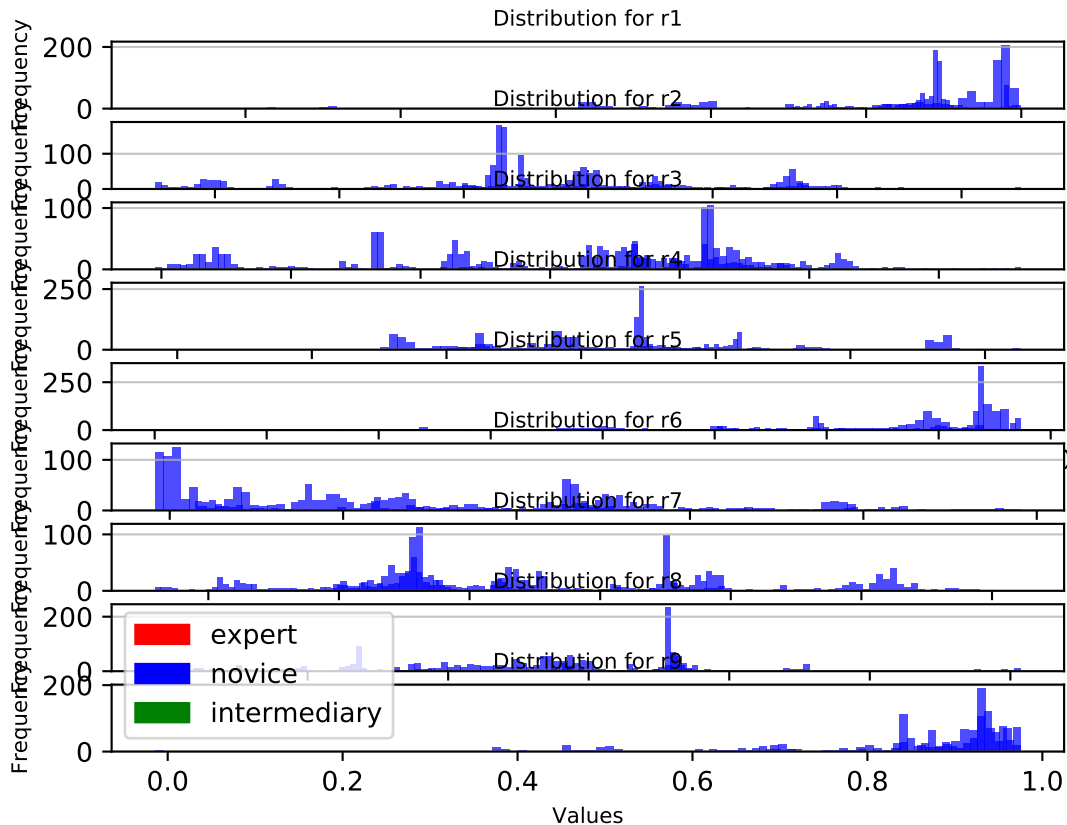 Distribution for r1
200
0
Frequency
Distribution for r2
100
0
Frequency
Distribution for r3
100
0
Frequency
Distribution for r4
250
0
Frequency
Distribution for r5
250
0
Frequency
Distribution for r6
100
0
Frequency
Distribution for r7
100
0
Frequency
Distribution for r8
200
0
Frequency
expert
novice
intermediary
Distribution for r9
200
0
Frequency
0.0 0.2 0.4 0.6 0.8 1.0
Values